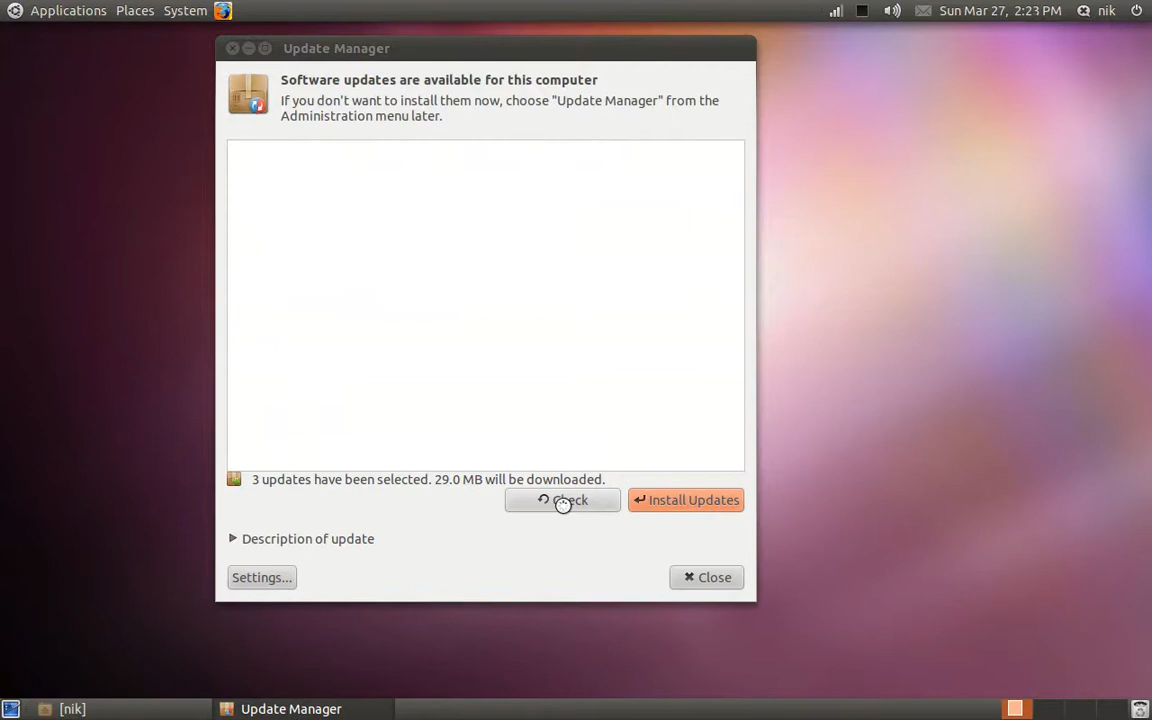 Applications Places System Sun Mar 27, 2:23 PM nik
Update Manager
Software updates are available for this computer
If you don't want to install them now, choose "Update Manager" from the
Administration menu later.
3 updates have been selected. 29.0 MB will be downloaded.
Check Install Updates
Description of update
Settings... Close
[nik] Update Manager